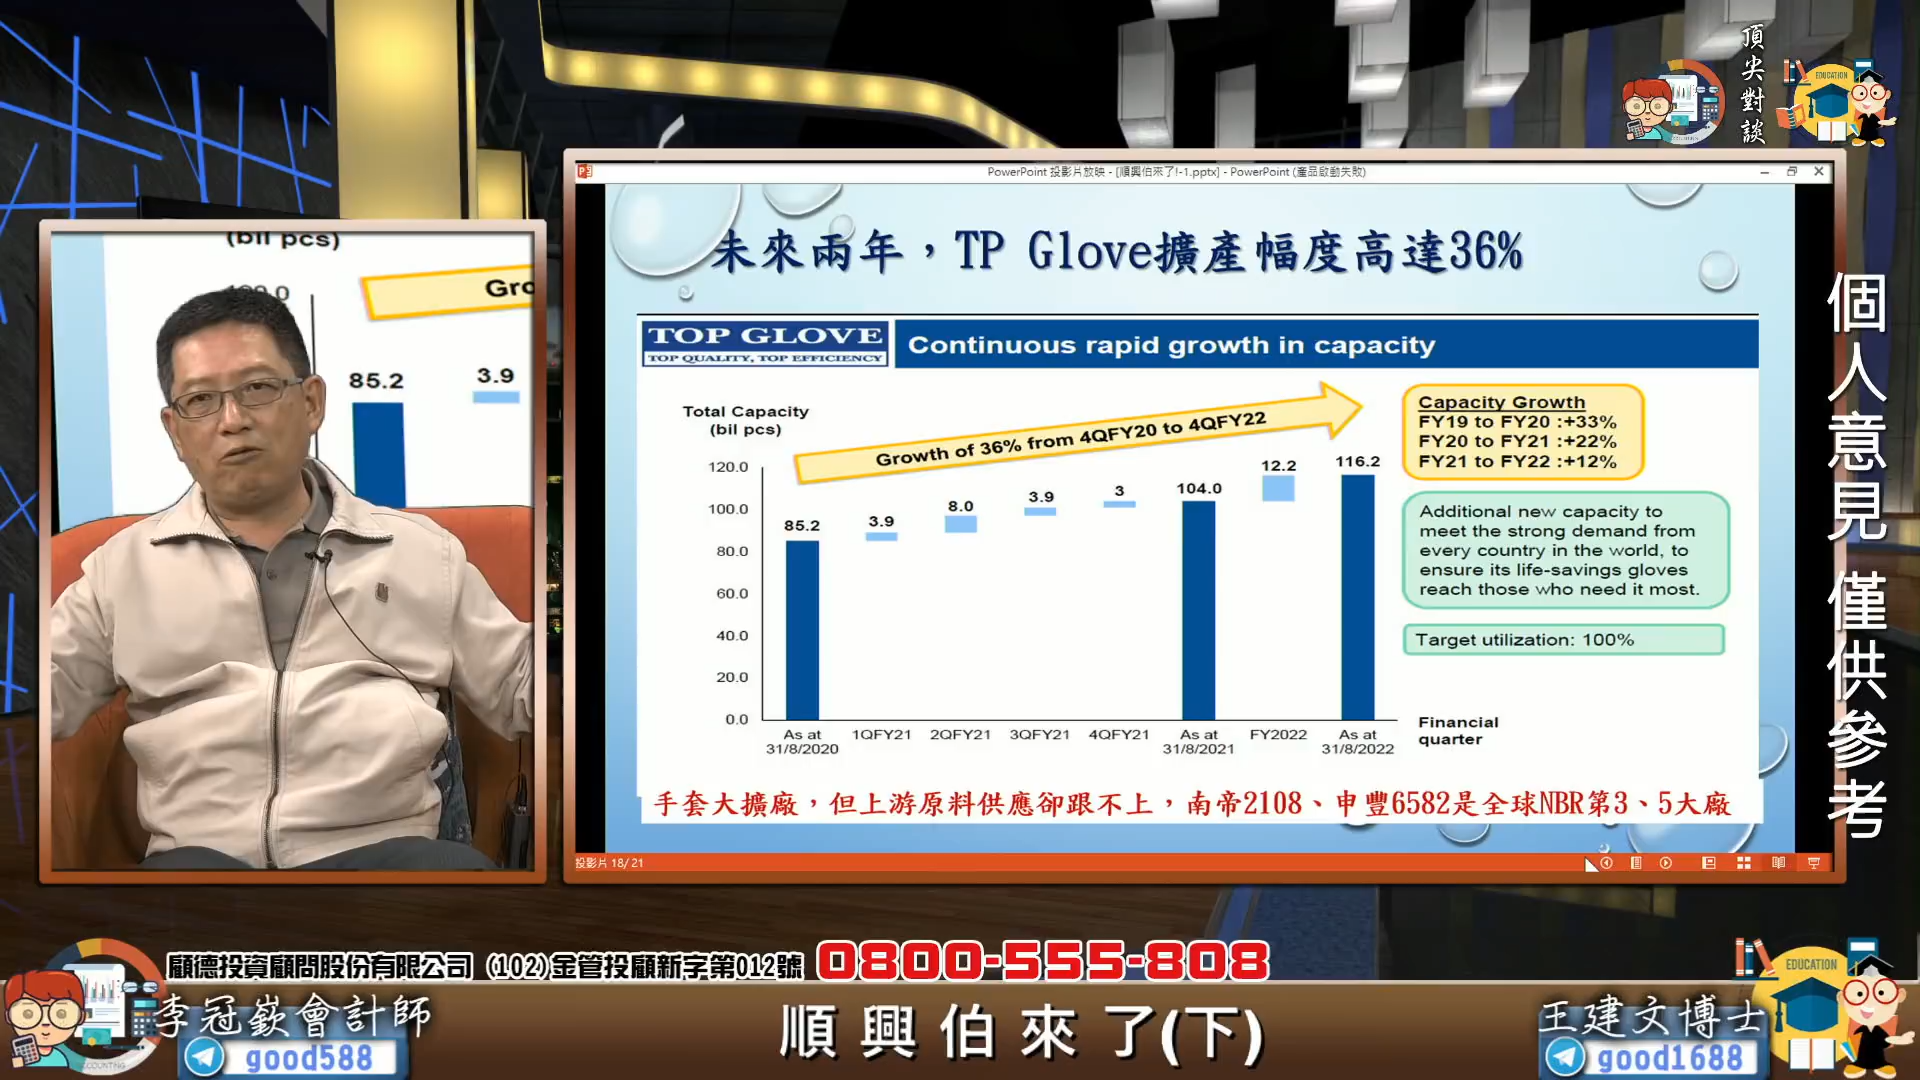 頂尖對談
EDUCATION
PowerPoint 投影片放映 - [順興伯來了!-1.pptx] - PowerPoint (產品啟動失敗)
未來兩年，TP Glove擴產幅度高達36%
TOP GLOVE
TOP QUALITY, TOP EFFICIENCY
Continuous rapid growth in capacity
Total Capacity
(bil pcs)
Growth of 36% from 4QFY20 to 4QFY22
120.0
100.0
80.0
60.0
40.0
20.0
0.0
85.2
3.9
8.0
3.9
3
104.0
12.2
116.2
As at
31/8/2020
1QFY21
2QFY21
3QFY21
4QFY21
As at
31/8/2021
FY2022
As at
31/8/2022
Financial
quarter
Capacity Growth
FY19 to FY20 :+33%
FY20 to FY21 :+22%
FY21 to FY22 :+12%
Additional new capacity to
meet the strong demand from
every country in the world, to
ensure its life-savings gloves
reach those who need it most.
Target utilization: 100%
手套大擴廠，但上游原料供應卻跟不上，南帝2108、申豐6582是全球NBR第3、5大廠
投影片 18/ 21
(bil pcs)
Gro
85.2
3.9
個人意見 僅供參考
顧德投資顧問股份有限公司 (102)金管投顧新字第012號 0800-555-808
李冠嶔會計師
good588
ACCOUNTING
順興伯來了(下)
王建文博士
good1688
EDUCATION